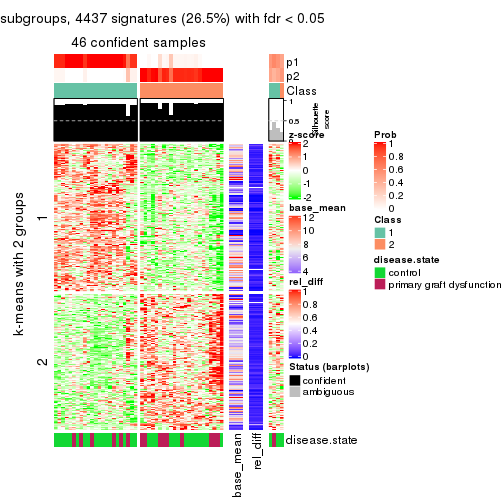 subgroups, 4437 signatures (26.5%) with fdr < 0.05
46 confident samples
p1
p2
Class
1
0.5
0
Silhouette
score
k-means with 2 groups
1
2
z-score
2
1
0
-1
-2
base_mean
12
10
8
6
4
rel_diff
1
0.8
0.6
0.4
0.2
0
Status (barplots)
confident
ambiguous
Prob
1
0.8
0.6
0.4
0.2
0
Class
1
2
disease.state
control
primary graft dysfunction
disease.state
base_mean
rel_diff